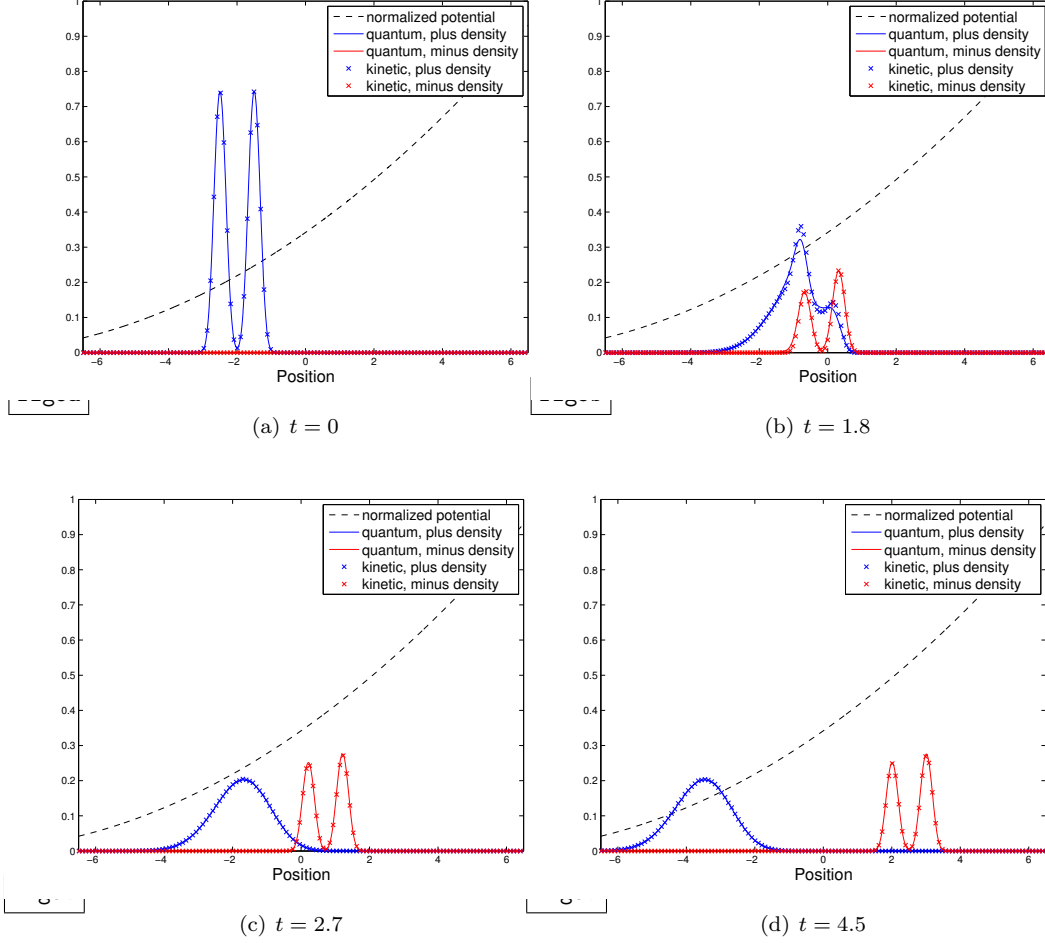 1
0.9
0.8
0.7
0.6
0.5
0.4
0.3
0.2
0.1
0
−6 −4 −2 0 2 4 6
Position
normalized potential
quantum, plus density
quantum, minus density
kinetic, plus density
kinetic, minus density
(a) t = 0
1
0.9
0.8
0.7
0.6
0.5
0.4
0.3
0.2
0.1
0
−6 −4 −2 0 2 4 6
Position
normalized potential
quantum, plus density
quantum, minus density
kinetic, plus density
kinetic, minus density
(b) t = 1.8
1
0.9
0.8
0.7
0.6
0.5
0.4
0.3
0.2
0.1
0
−6 −4 −2 0 2 4 6
Position
normalized potential
quantum, plus density
quantum, minus density
kinetic, plus density
kinetic, minus density
(c) t = 2.7
1
0.9
0.8
0.7
0.6
0.5
0.4
0.3
0.2
0.1
0
−6 −4 −2 0 2 4 6
Position
normalized potential
quantum, plus density
quantum, minus density
kinetic, plus density
kinetic, minus density
(d) t = 4.5